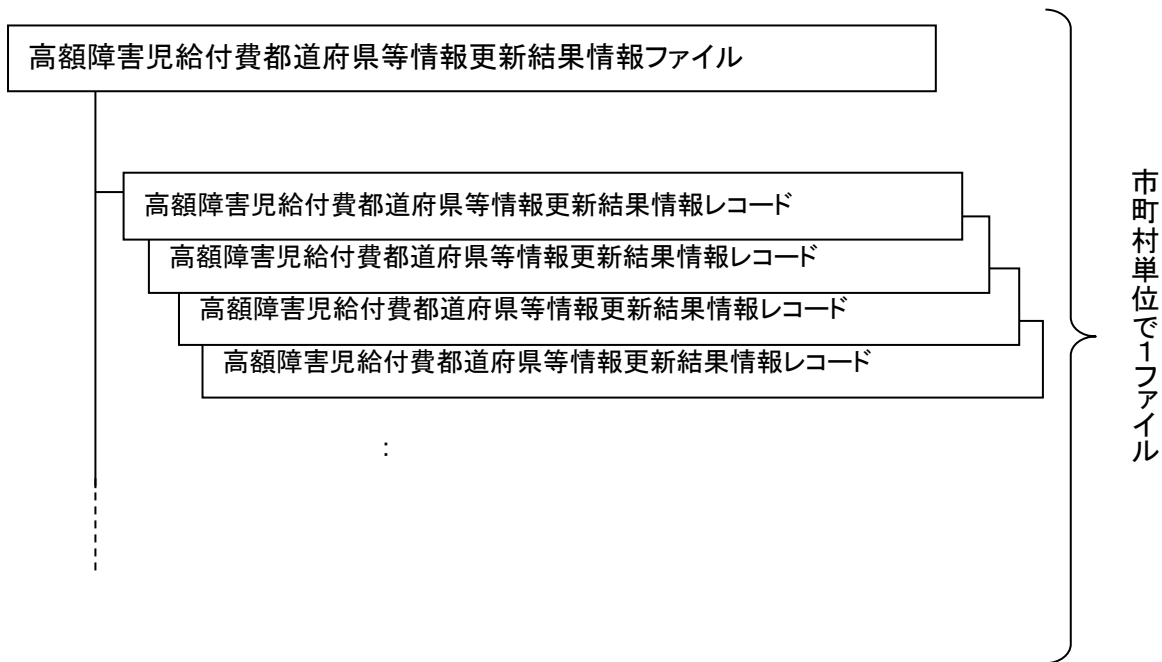 高額障害児給付費都道府県等情報更新結果情報ファイル
高額障害児給付費都道府県等情報更新結果情報レコード
高額障害児給付費都道府県等情報更新結果情報レコード
高額障害児給付費都道府県等情報更新結果情報レコード
高額障害児給付費都道府県等情報更新結果情報レコード
:
市町村単位で1ファイル